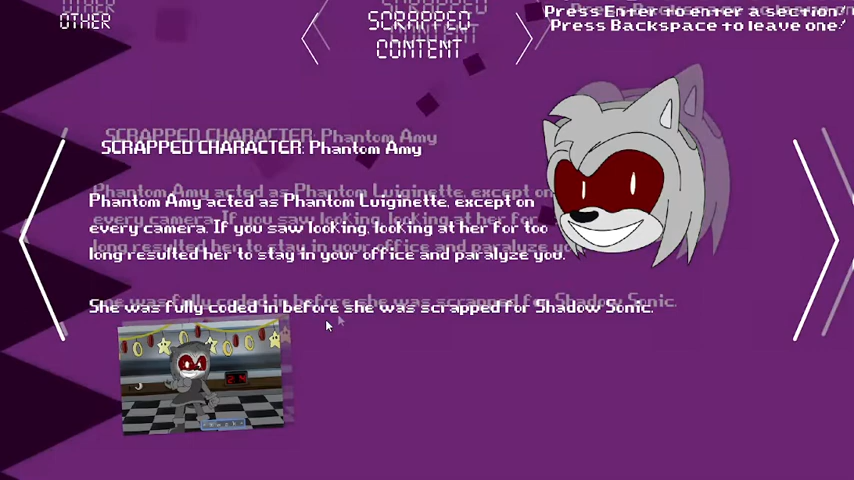 OTHER
SCRAPPED
CONTENT
Press Enter to enter a section
Press Backspace to leave one
SCRAPPED CHARACTER: Phantom Amy
Phantom Amy acted as Phantom Luiginette, except on
every camera. If you saw looking, looking at her for too
long resulted her to stay in your office and paralyze you.
She was fully coded in before she was scrapped for Shadow Sonic.